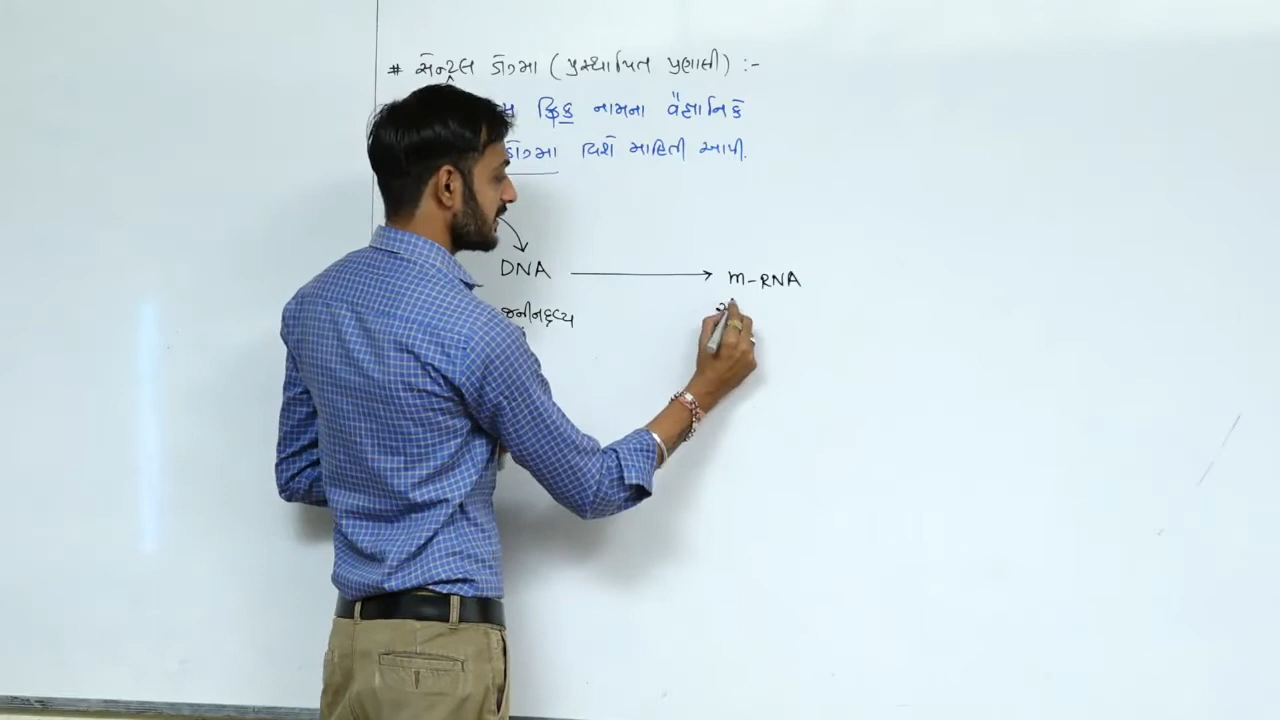 # સેન્ટ્રલ ડોગ્મા (પ્રસ્થાપિત પ્રણાલી) :-
ક્રિક નામના વૈજ્ઞાનિકે
ડોગ્મા વિશે માહિતી આપી.
DNA → m-RNA
જનીનદ્રવ્ય